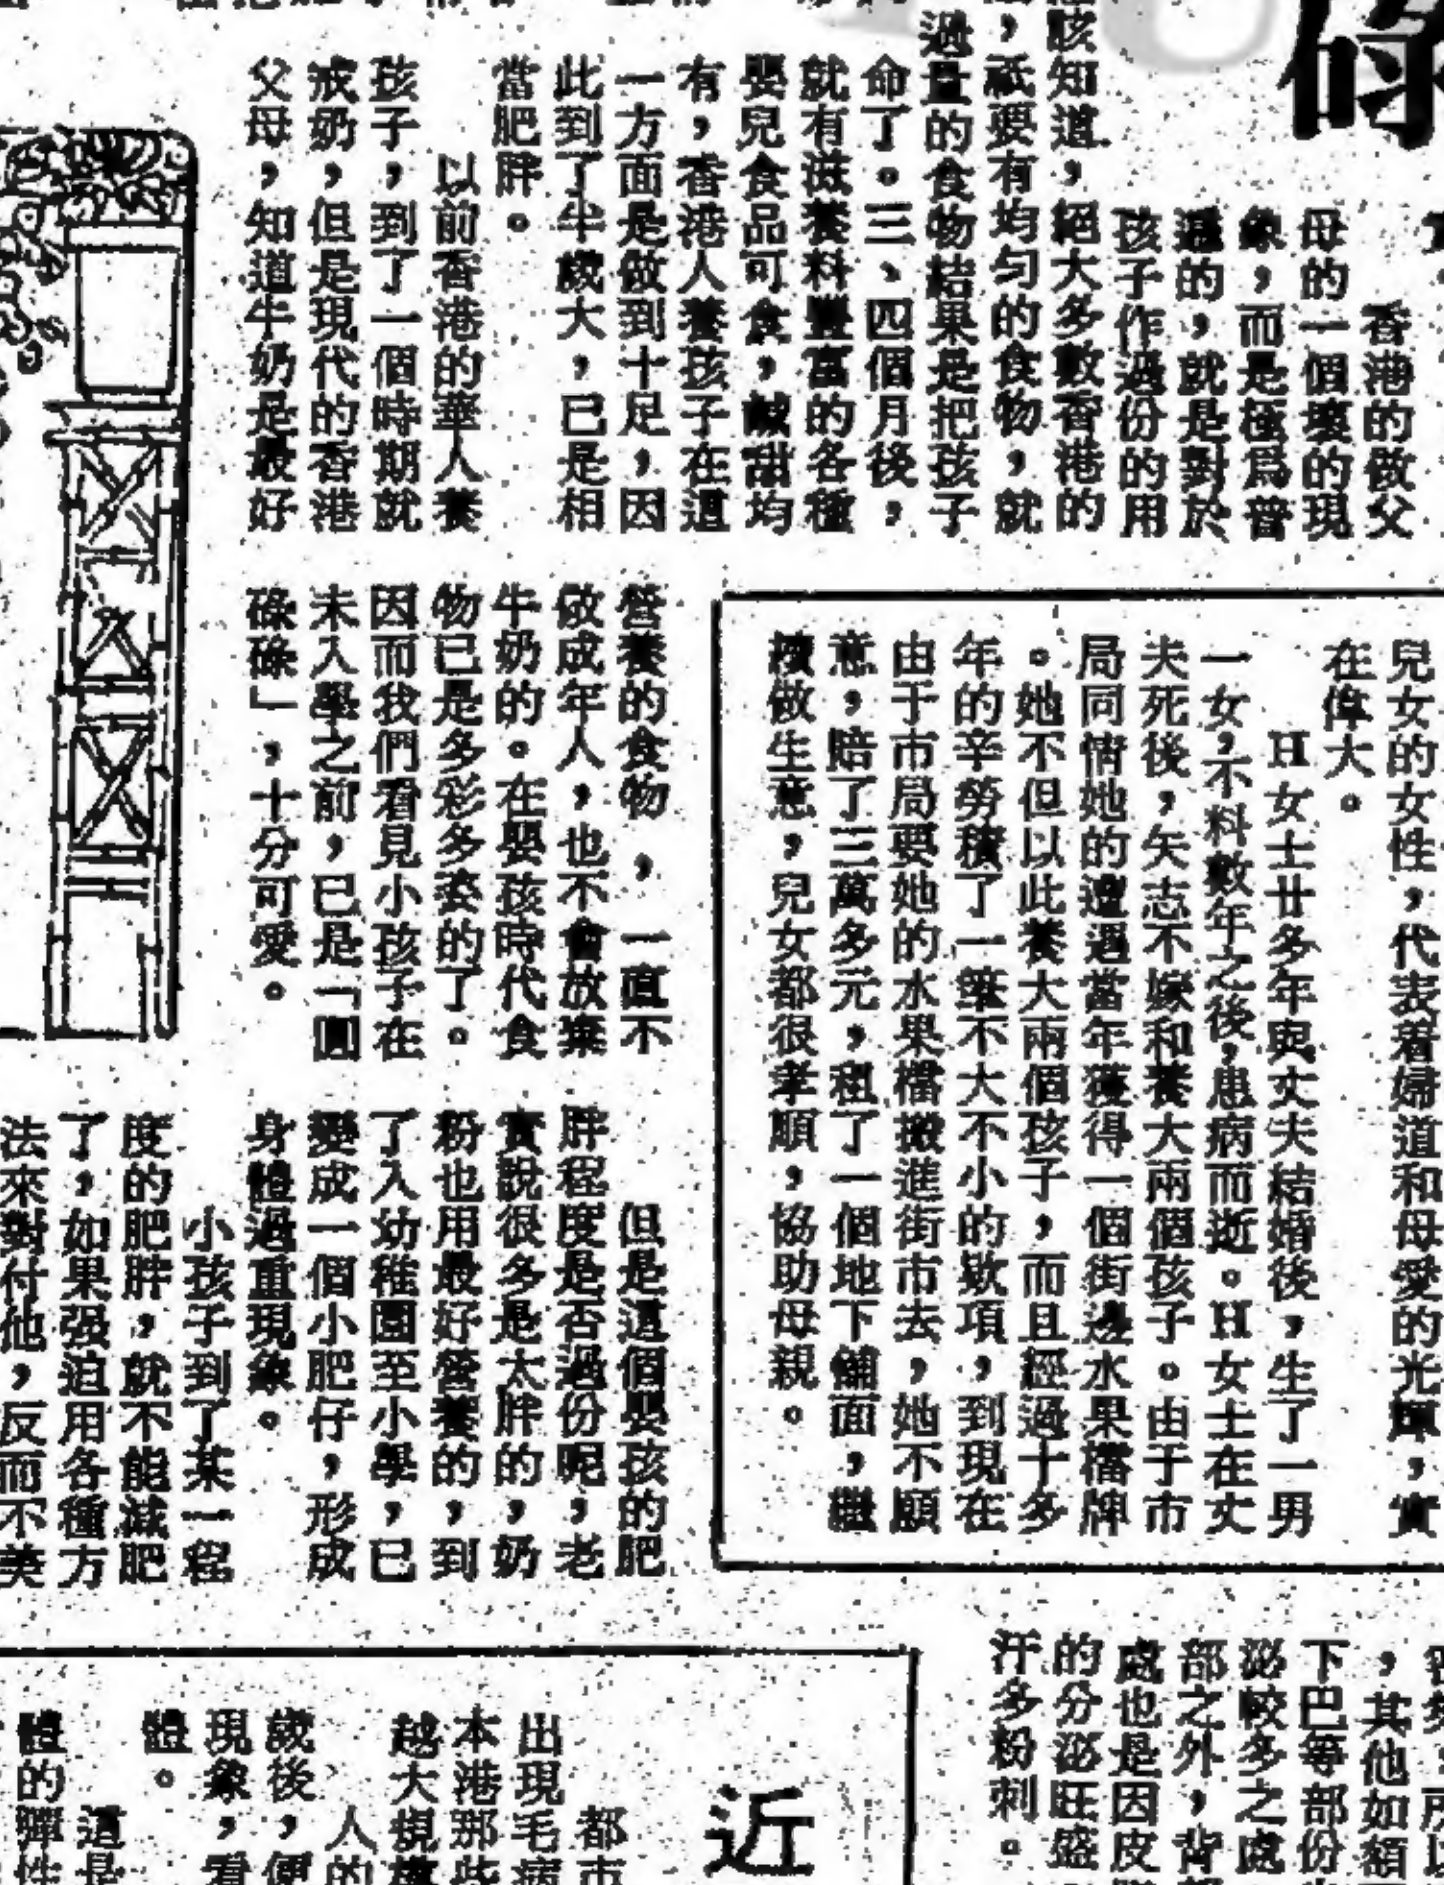 碌
香港的做父
母的一個壞的現
象，而是極爲普
遍的，就是對於
孩子作過份的用
該知道，絕大多數香港的
，祇要有均勻的食物，就
過量的食物結果是把孩子
命了。三、四個月後，
就有滋養料豐富的各種
嬰兒食品可食，鹹甜均
有，香港人養孩子在這
一方面是做到十足，因
此到了半歲大，已是相
當肥胖。
以前香港的華人養
孩子，到了一個時期就
戒奶，但是現代的香港
父母，知道牛奶是最好
營養的食物，一直不
做成年人，也不會放棄
牛奶的。在嬰孩時代食
物已是多彩多姿的了。
因而我們看見小孩子在
未入學之前，已是「圓
碌碌」，十分可愛。
但是這個嬰孩的肥
胖程度是否過份呢，老
實說很多是太胖的，奶
粉也用最好營養的，到
了入幼稚園至小學，已
變成一個小肥仔，形成
身體過重現象。
小孩子到了某一程
度的肥胖，就不能減肥
了，如果强迫用各種方
法來對付他，反而不美
兒女的女性，代表着婦道和母愛的光輝，實
在偉大。
H女士廿多年與丈夫結婚後，生了一男
一女，不料數年之後，患病而逝。H女士在丈
夫死後，矢志不嫁和養大兩個孩子。由于市
局同情她的遭遇當年獲得一個街邊水果檔牌
。她不但以此養大兩個孩子，而且經過十多
年的辛勞積了一筆不大不小的欵項，到現在
由于市局要她的水果檔搬進街市去，她不願
意，賠了三萬多元，租了一個地下舖面，繼
續做生意，兒女都很孝順，協助母親。
，其他如額
下巴等部份
泌較多之處
部之外，背
處也是因皮
的分泌旺盛
汗多粉刺。
近
都市
出現毛病
本港那些
越大規模
人的
歲後，便
現象，看
體。
這是
體的彈性